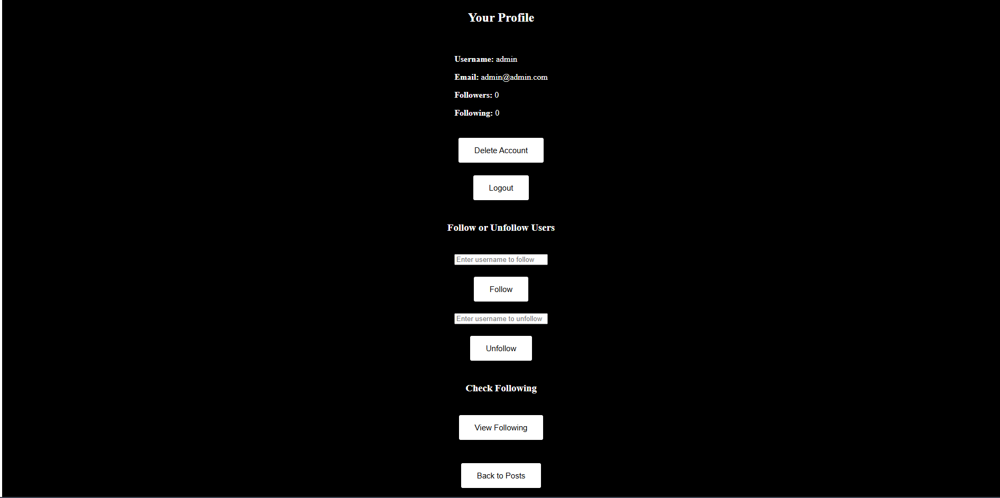 Your Profile
Username: admin
Email: admin@admin.com
Followers: 0
Following: 0
Delete Account
Logout
Follow or Unfollow Users
Enter username to follow
Follow
Enter username to unfollow
Unfollow
Check Following
View Following
Back to Posts